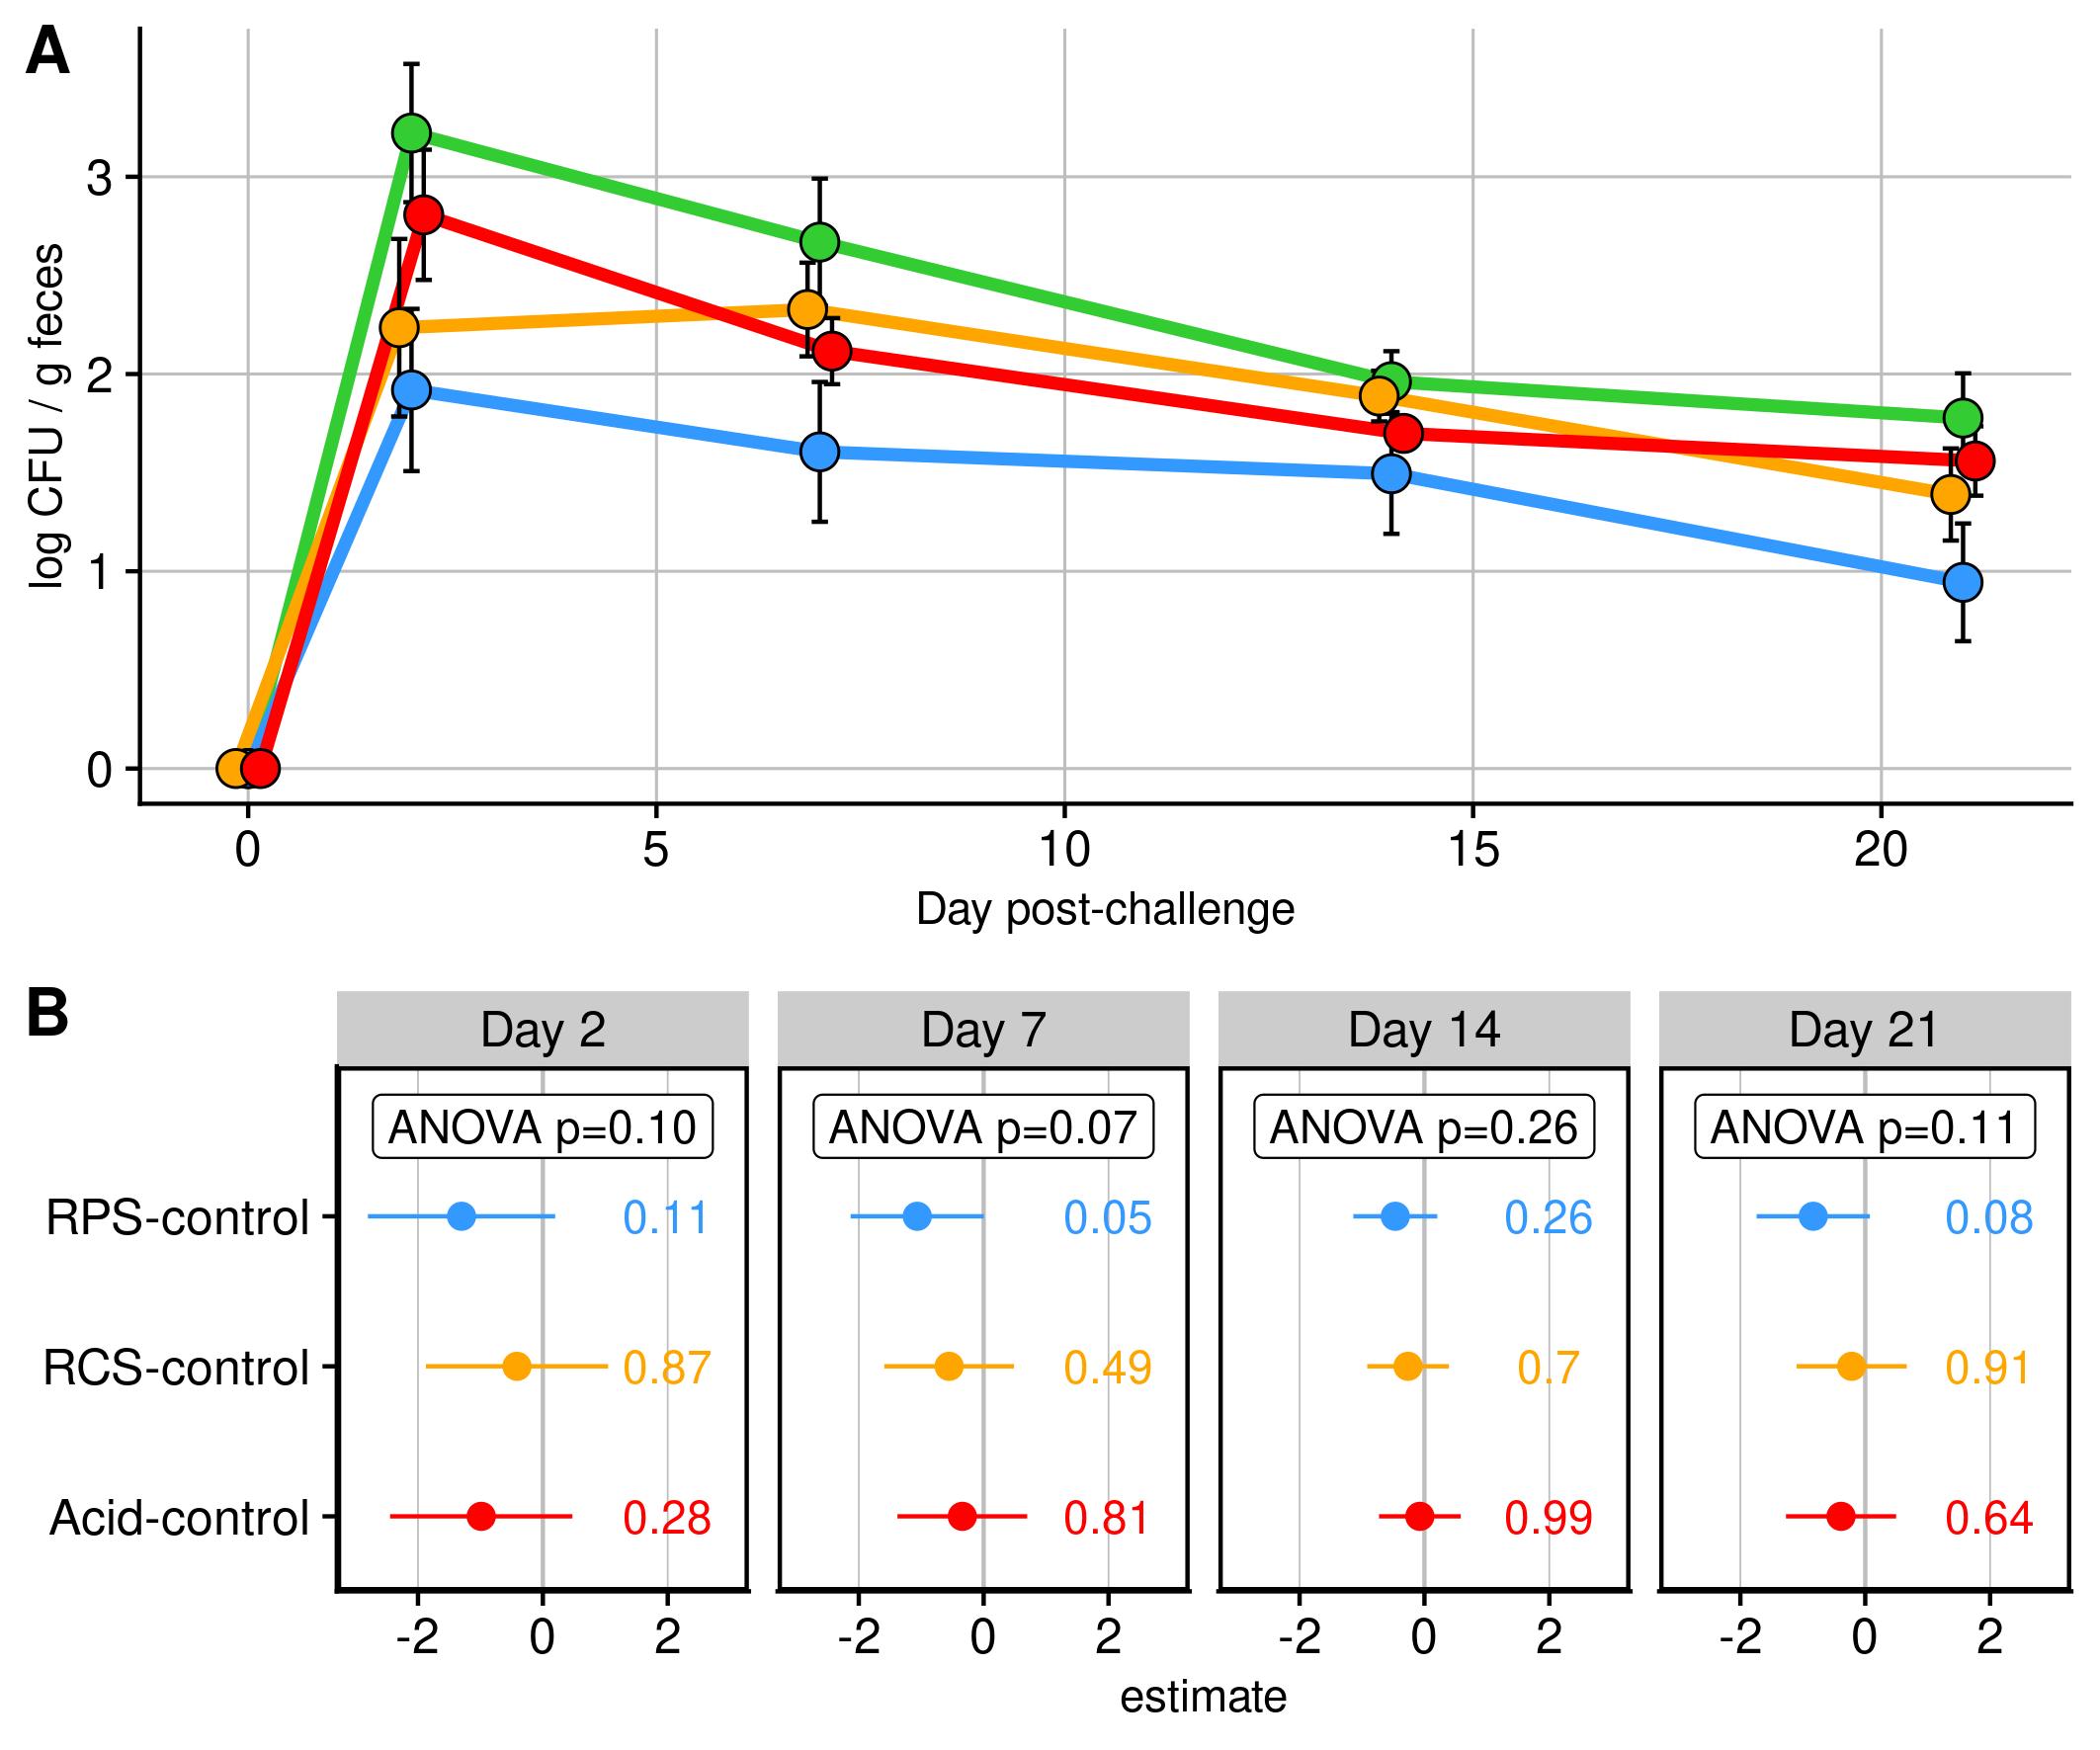 A
log CFU / g feces
3
2
1
0
0 5 10 15 20
Day post-challenge
B
Day 2 Day 7 Day 14 Day 21
ANOVA p=0.10 ANOVA p=0.07 ANOVA p=0.26 ANOVA p=0.11
RPS-control 0.11 0.05 0.26 0.08
RCS-control 0.87 0.49 0.7 0.91
Acid-control 0.28 0.81 0.99 0.64
-2 0 2 -2 0 2 -2 0 2 -2 0 2
estimate